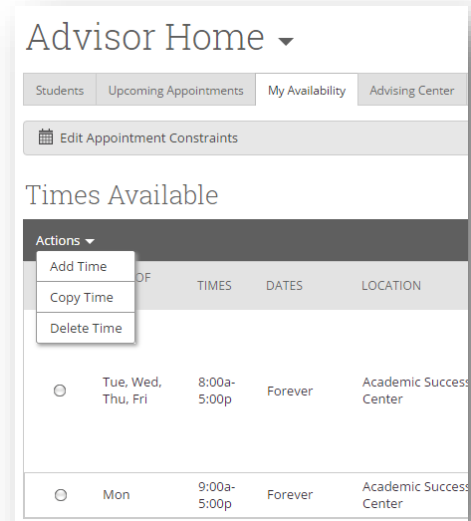 Advisor Home
Students Upcoming Appointments My Availability Advising Center
Edit Appointment Constraints
Times Available
Actions
Add Time
Copy Time
Delete Time
OF TIMES DATES LOCATION
Tue, Wed, 8:00a- Forever Academic Success
Thu, Fri 5:00p Center
Mon 9:00a- Forever Academic Success
5:00p Center